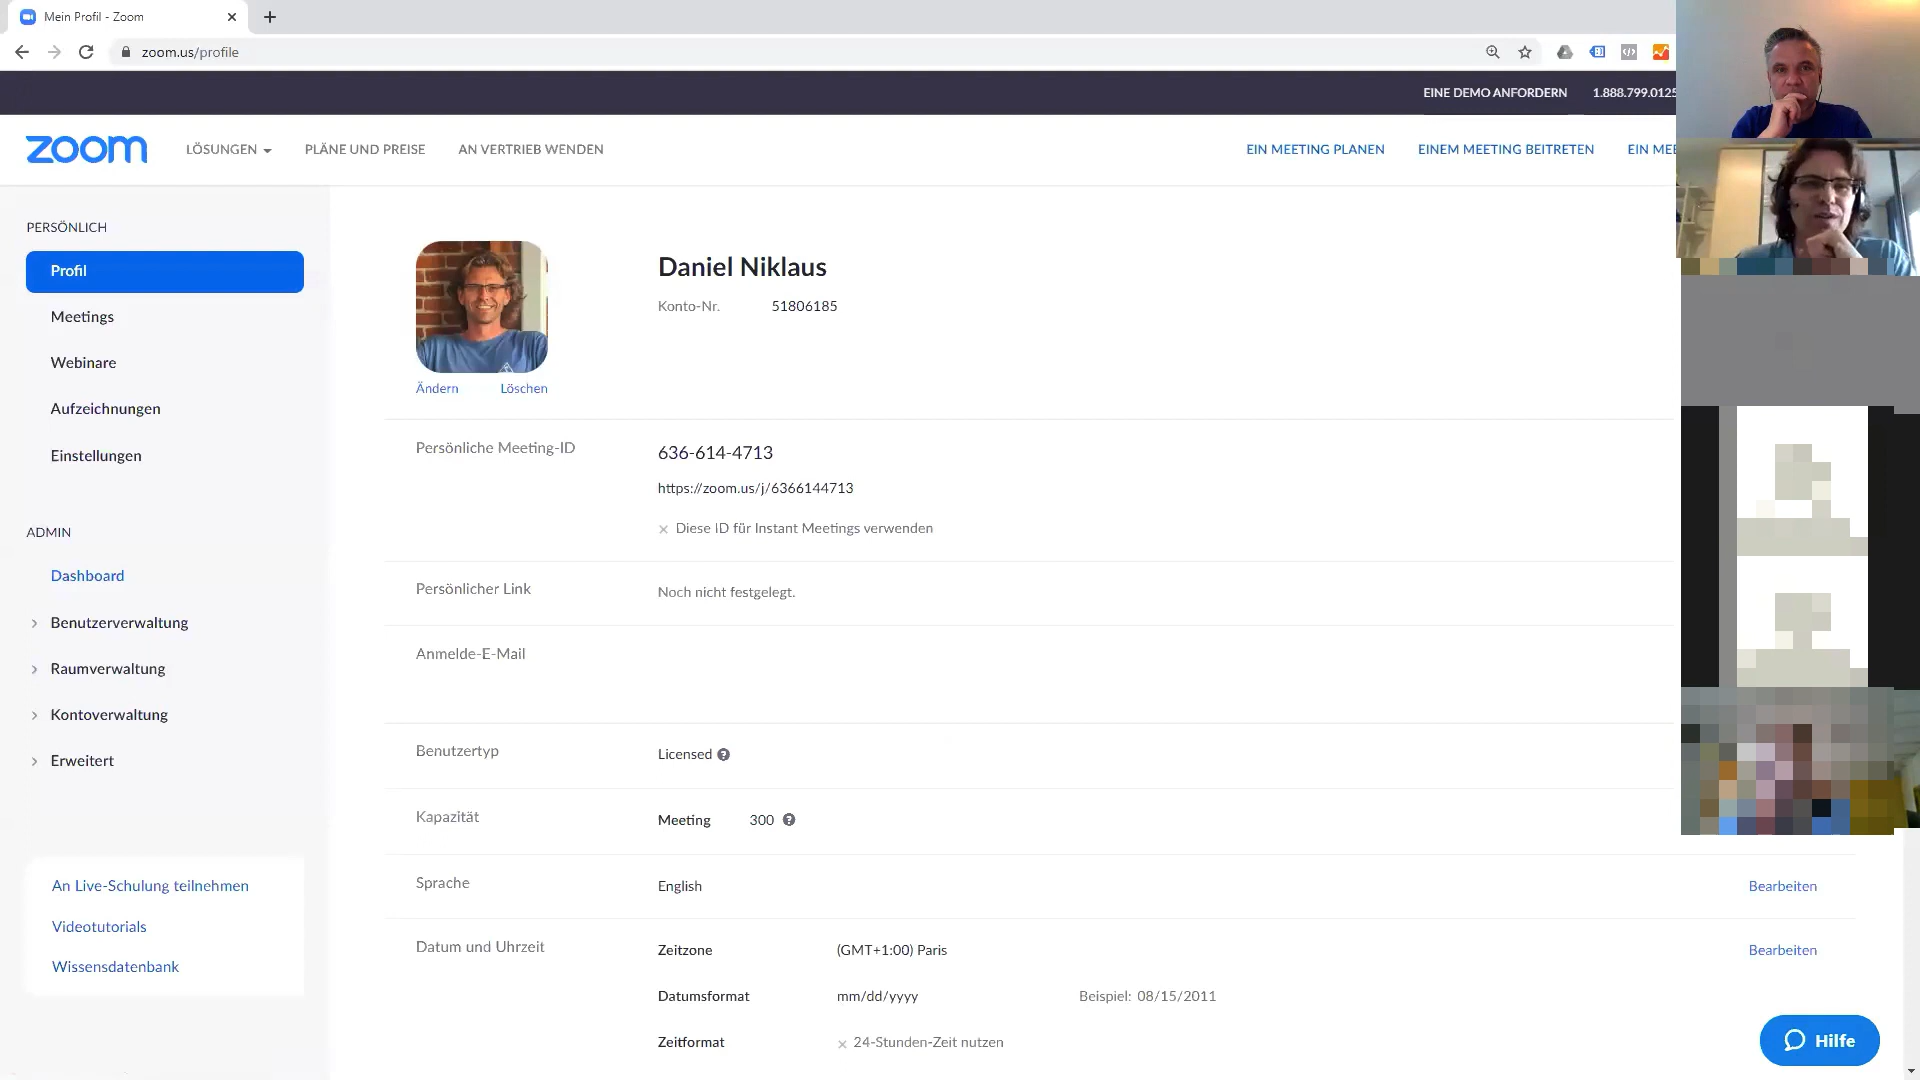 Mein Profil - Zoom
zoom.us/profile
EINE DEMO ANFORDERN 1.888.799.0125
zoom LÖSUNGEN PLÄNE UND PREISE AN VERTRIEB WENDEN EIN MEETING PLANEN EINEM MEETING BEITRETEN EIN MEE
PERSÖNLICH
Profil
Meetings
Webinare
Aufzeichnungen
Einstellungen
ADMIN
Dashboard
Benutzerverwaltung
Raumverwaltung
Kontoverwaltung
Erweitert
An Live-Schulung teilnehmen
Videotutorials
Wissensdatenbank
Daniel Niklaus
Konto-Nr. 51806185
Ändern Löschen
Persönliche Meeting-ID 636-614-4713
https://zoom.us/j/6366144713
× Diese ID für Instant Meetings verwenden
Persönlicher Link Noch nicht festgelegt.
Anmelde-E-Mail
Benutzertyp Licensed
Kapazität Meeting 300
Sprache English Bearbeiten
Datum und Uhrzeit Zeitzone (GMT+1:00) Paris Bearbeiten
Datumsformat mm/dd/yyyy Beispiel: 08/15/2011
Zeitformat × 24-Stunden-Zeit nutzen
Hilfe